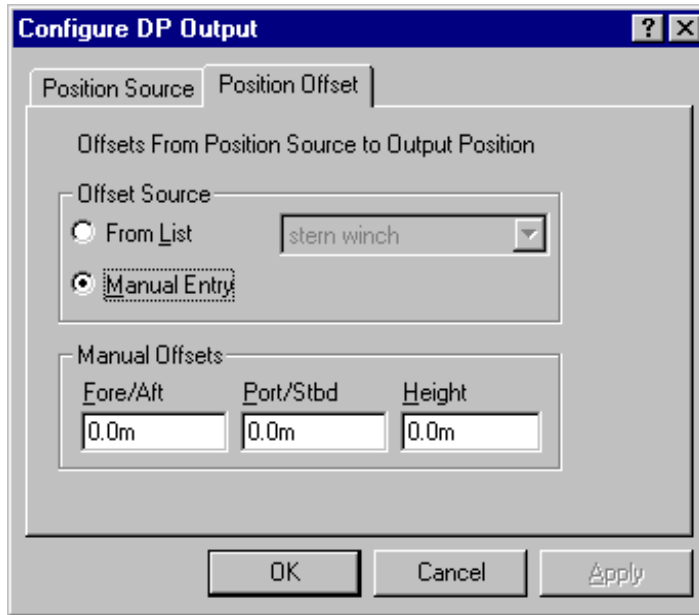 Configure DP Output
Position Source
Position Offset
Offsets From Position Source to Output Position
Offset Source
From List
stern winch
Manual Entry
Manual Offsets
Fore/Aft
Port/Stbd
Height
0.0m
0.0m
0.0m
OK
Cancel
Apply